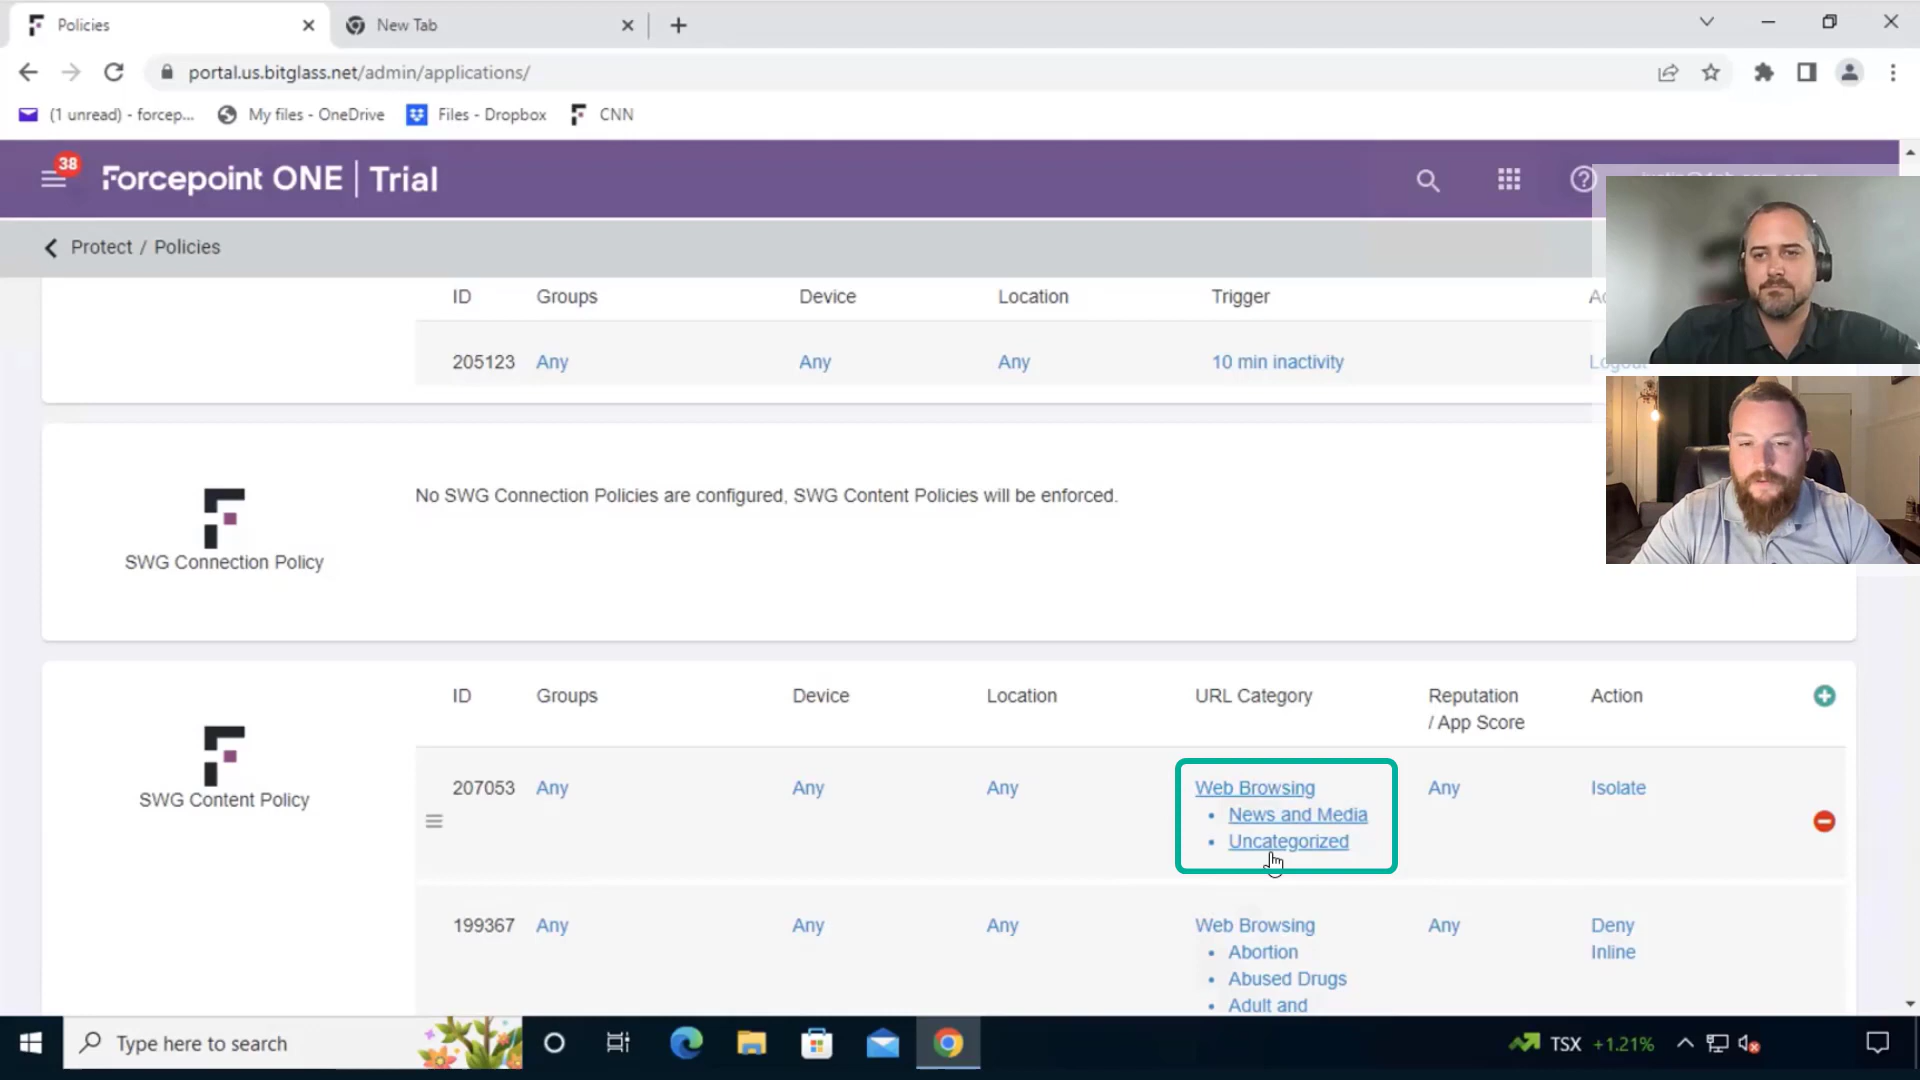 Policies
New Tab
portal.us.bitglass.net/admin/applications/
(1 unread) - forcep...
My files - OneDrive
Files - Dropbox
CNN
38
Forcepoint ONE | Trial
Protect / Policies
ID Groups Device Location Trigger
205123 Any Any Any 10 min inactivity Logout
No SWG Connection Policies are configured, SWG Content Policies will be enforced.
SWG Connection Policy
ID Groups Device Location URL Category Reputation / App Score Action
SWG Content Policy
207053 Any Any Any Web Browsing Any Isolate
• News and Media
• Uncategorized
199367 Any Any Any Web Browsing Any Deny
• Abortion Inline
• Abused Drugs
• Adult and
Type here to search
TSX +1.21%